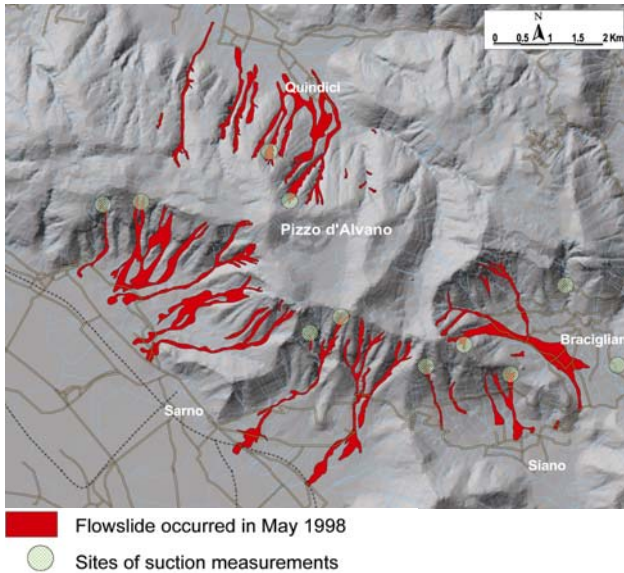 N
0 0.5 1 1.5 2 Km
Quindici
Pizzo d'Alvano
Bracigliano
Sarno
Siano
Flowslide occurred in May 1998
Sites of suction measurements